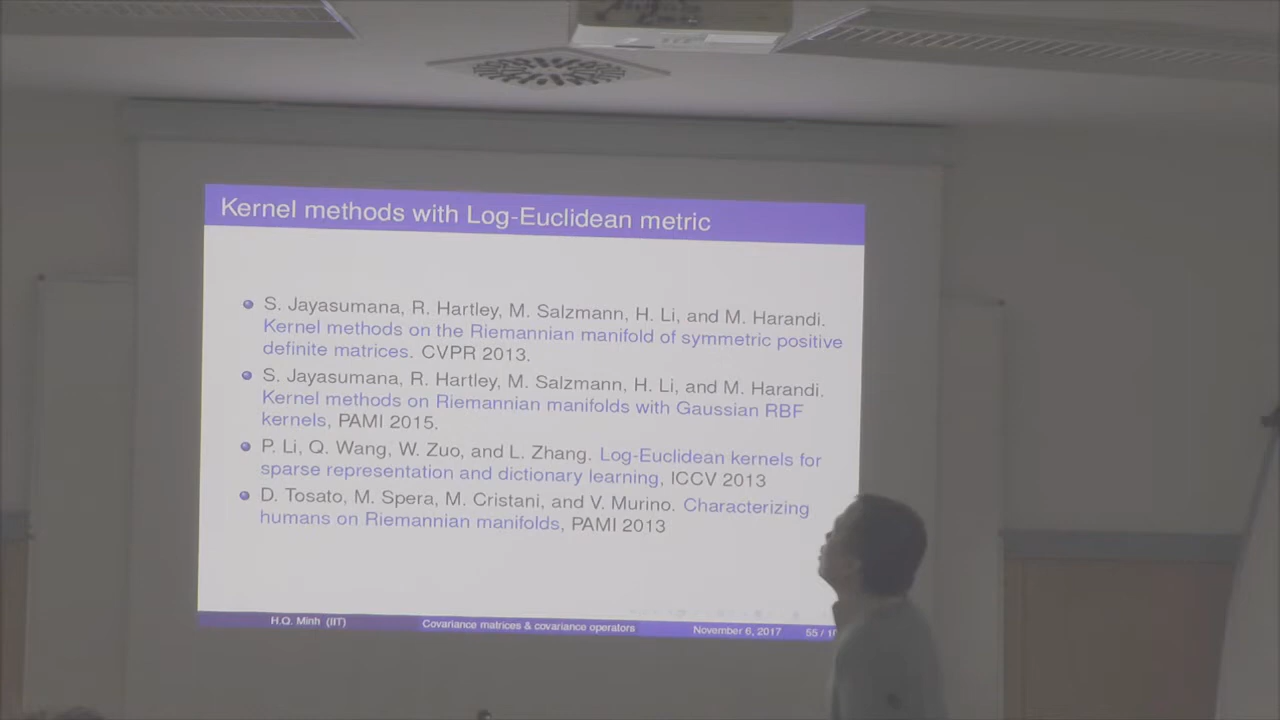 Kernel methods with Log-Euclidean metric
S. Jayasumana, R. Hartley, M. Salzmann, H. Li, and M. Harandi.
Kernel methods on the Riemannian manifold of symmetric positive
definite matrices. CVPR 2013.
S. Jayasumana, R. Hartley, M. Salzmann, H. Li, and M. Harandi.
Kernel methods on Riemannian manifolds with Gaussian RBF
kernels, PAMI 2015.
P. Li, Q. Wang, W. Zuo, and L. Zhang. Log-Euclidean kernels for
sparse representation and dictionary learning, ICCV 2013
D. Tosato, M. Spera, M. Cristani, and V. Murino. Characterizing
humans on Riemannian manifolds, PAMI 2013
H.Q. Minh (IIT) Covariance matrices & covariance operators November 6, 2017 55 /